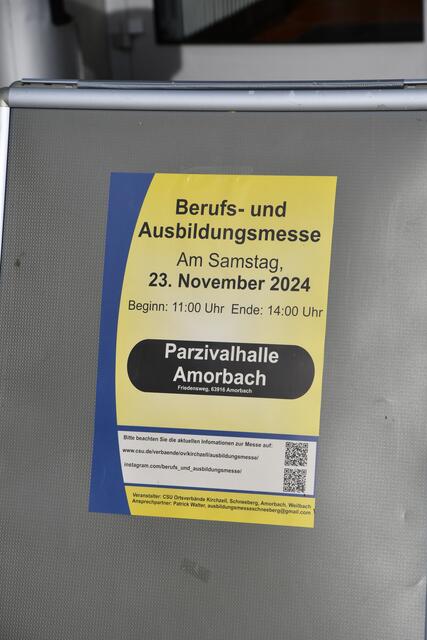 Berufs- und
Ausbildungsmesse
Am Samstag,
23. November 2024
Beginn: 11:00 Uhr Ende: 14:00 Uhr
Parzivalhalle
Amorbach
Friedensweg, 63916 Amorbach
Bitte beachten Sie die aktuellen Infomationen zur Messe auf:
www.csu.de/verbaende/ov/kirchzell/ausbildungsmesse/
instagram.com/berufs_und_ausbildungsmesse/
Veranstalter: CSU Ortsverbände Kirchzell, Schneeberg, Amorbach, Weilbach
Ansprechpartner: Patrick Walter, ausbildungsmesseschneeberg@gmail.com